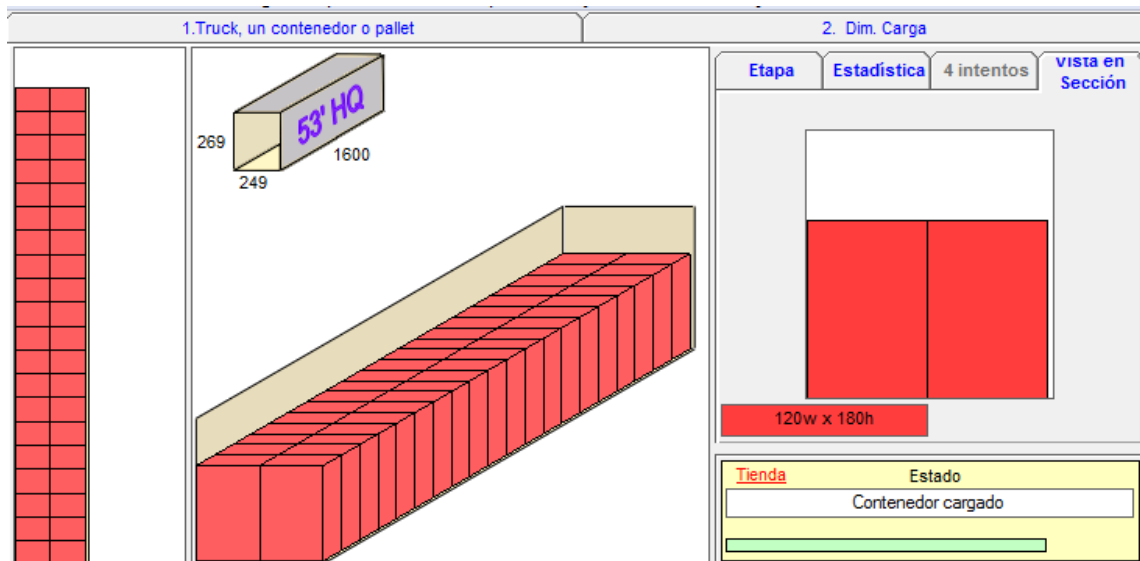 1.Truck, un contenedor o pallet
2. Dim. Carga
Etapa
Estadística
4 intentos
Vista en
Sección
53' HQ
269
1600
249
120w x 180h
Tienda
Estado
Contenedor cargado